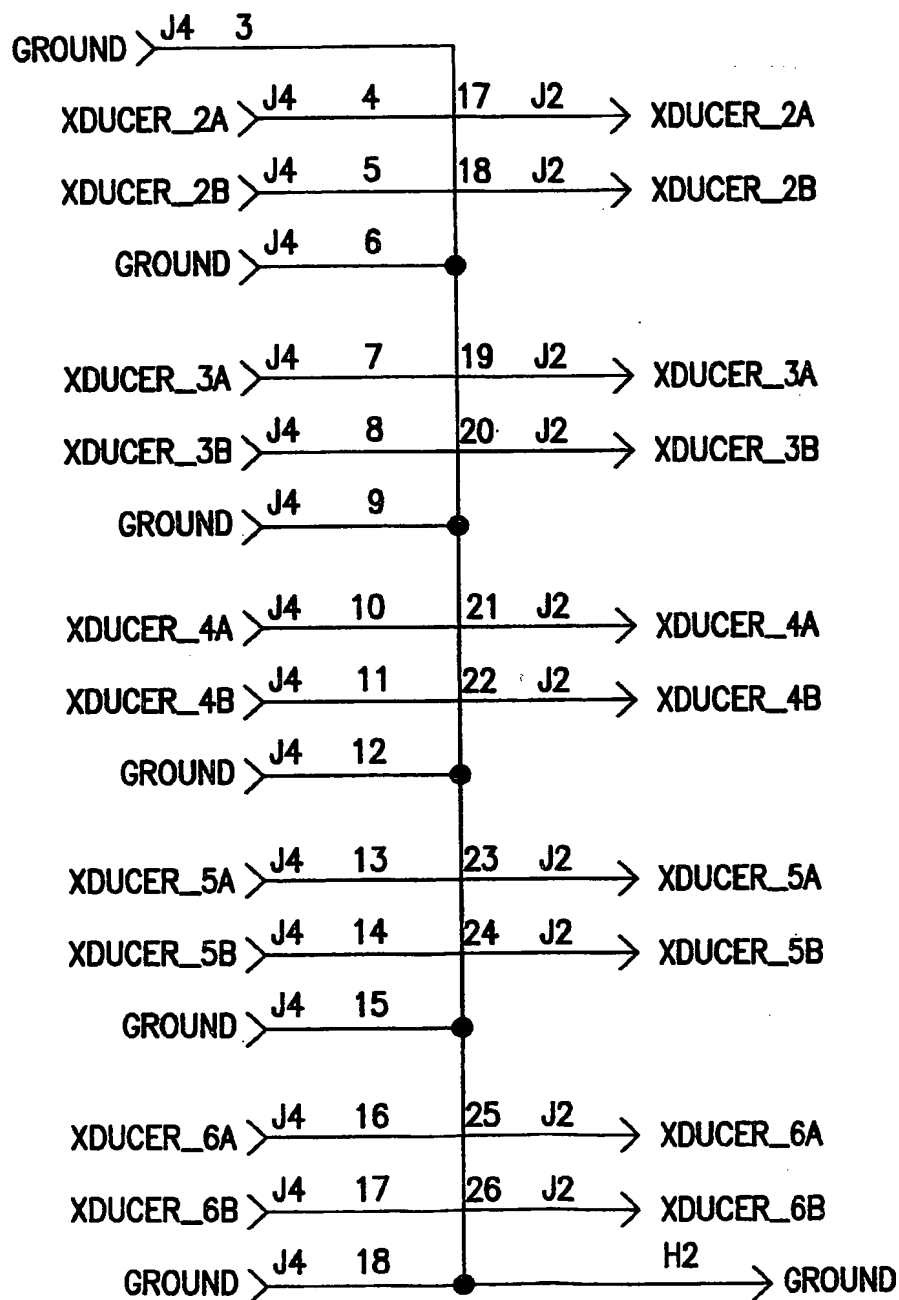 GROUND J4 3
XDUCER_2A J4 4 17 J2 XDUCER_2A
XDUCER_2B J4 5 18 J2 XDUCER_2B
GROUND J4 6
XDUCER_3A J4 7 19 J2 XDUCER_3A
XDUCER_3B J4 8 20 J2 XDUCER_3B
GROUND J4 9
XDUCER_4A J4 10 21 J2 XDUCER_4A
XDUCER_4B J4 11 22 J2 XDUCER_4B
GROUND J4 12
XDUCER_5A J4 13 23 J2 XDUCER_5A
XDUCER_5B J4 14 24 J2 XDUCER_5B
GROUND J4 15
XDUCER_6A J4 16 25 J2 XDUCER_6A
XDUCER_6B J4 17 26 J2 XDUCER_6B
GROUND J4 18 H2 GROUND